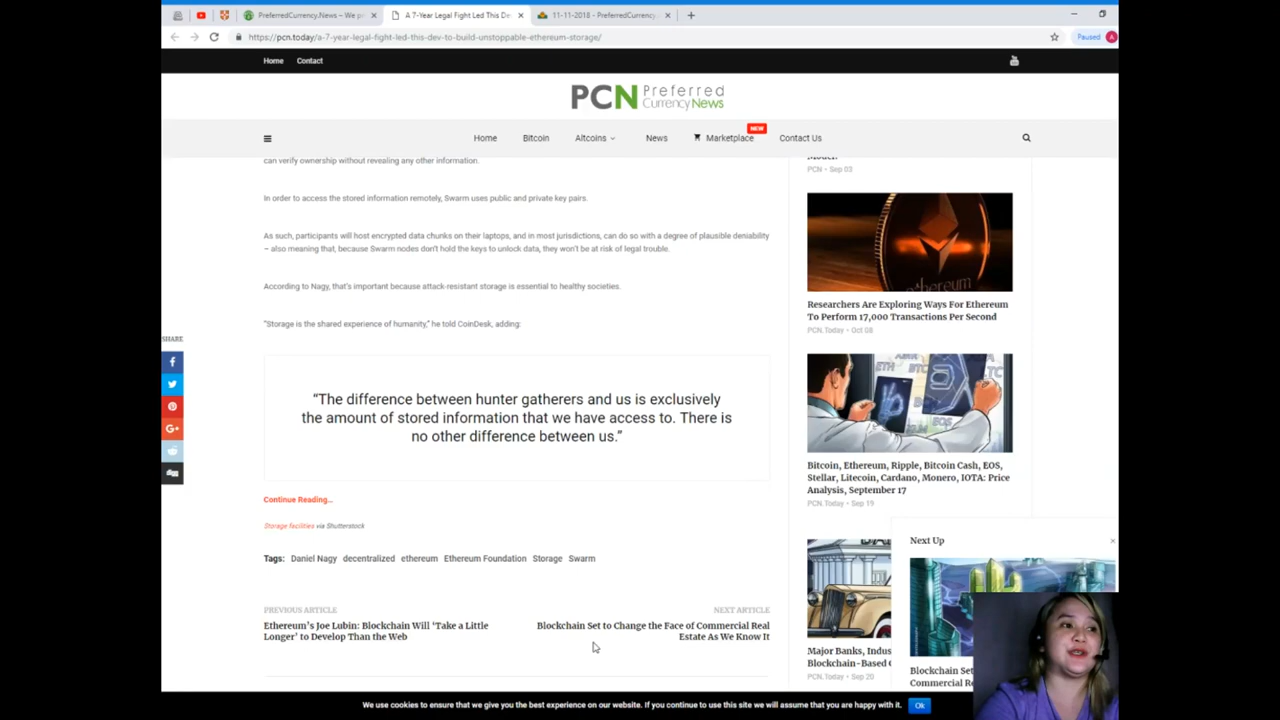 PreferredCurrency.News – We pr
A 7-Year Legal Fight Led This De
11-11-2018 - PreferredCurrency.
https://pcn.today/a-7-year-legal-fight-led-this-dev-to-build-unstoppable-ethereum-storage/
Paused
A
Home Contact
PCN Preferred
Currency News
NEW
Home Bitcoin Altcoins News Marketplace Contact Us
can verify ownership without revealing any other information.
In order to access the stored information remotely, Swarm uses public and private key pairs.
As such, participants will host encrypted data chunks on their laptops, and in most jurisdictions, can do so with a degree of plausible deniability
– also meaning that, because Swarm nodes don't hold the keys to unlock data, they won't be at risk of legal trouble.
According to Nagy, that's important because attack-resistant storage is essential to healthy societies.
"Storage is the shared experience of humanity," he told CoinDesk, adding:
SHARE
“The difference between hunter gatherers and us is exclusively
the amount of stored information that we have access to. There is
no other difference between us.”
Continue Reading...
Storage facilities via Shutterstock
Tags: Daniel Nagy decentralized ethereum Ethereum Foundation Storage Swarm
PREVIOUS ARTICLE
Ethereum's Joe Lubin: Blockchain Will 'Take a Little
Longer' to Develop Than the Web
NEXT ARTICLE
Blockchain Set to Change the Face of Commercial Real
Estate As We Know It
Model?
PCN • Sep 03
ethereum
Researchers Are Exploring Ways For Ethereum
To Perform 17,000 Transactions Per Second
PCN.Today • Oct 08
Bitcoin, Ethereum, Ripple, Bitcoin Cash, EOS,
Stellar, Litecoin, Cardano, Monero, IOTA: Price
Analysis, September 17
PCN.Today • Sep 19
Major Banks, Indus
Blockchain-Based C
PCN.Today • Sep 20
Next Up
Blockchain Set
Commercial Re
We use cookies to ensure that we give you the best experience on our website. If you continue to use this site we will assume that you are happy with it.
Ok